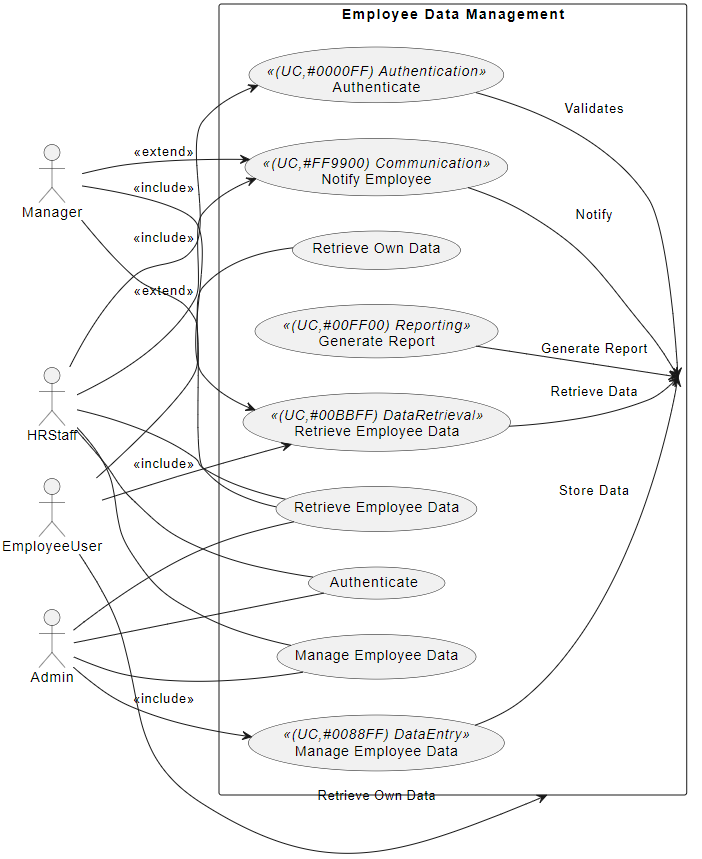 Employee Data Management
«(UC,#0000FF) Authentication»
Authenticate
Validates
«extend»
«(UC,#FF9900) Communication»
Notify Employee
«include»
Manager
Notify
«include»
Retrieve Own Data
«extend»
«(UC,#00FF00) Reporting»
Generate Report
Generate Report
Retrieve Data
«(UC,#00BBFF) DataRetrieval»
Retrieve Employee Data
HRStaff
«include»
Store Data
Retrieve Employee Data
EmployeeUser
Authenticate
Manage Employee Data
Admin
«include»
«(UC,#0088FF) DataEntry»
Manage Employee Data
Retrieve Own Data